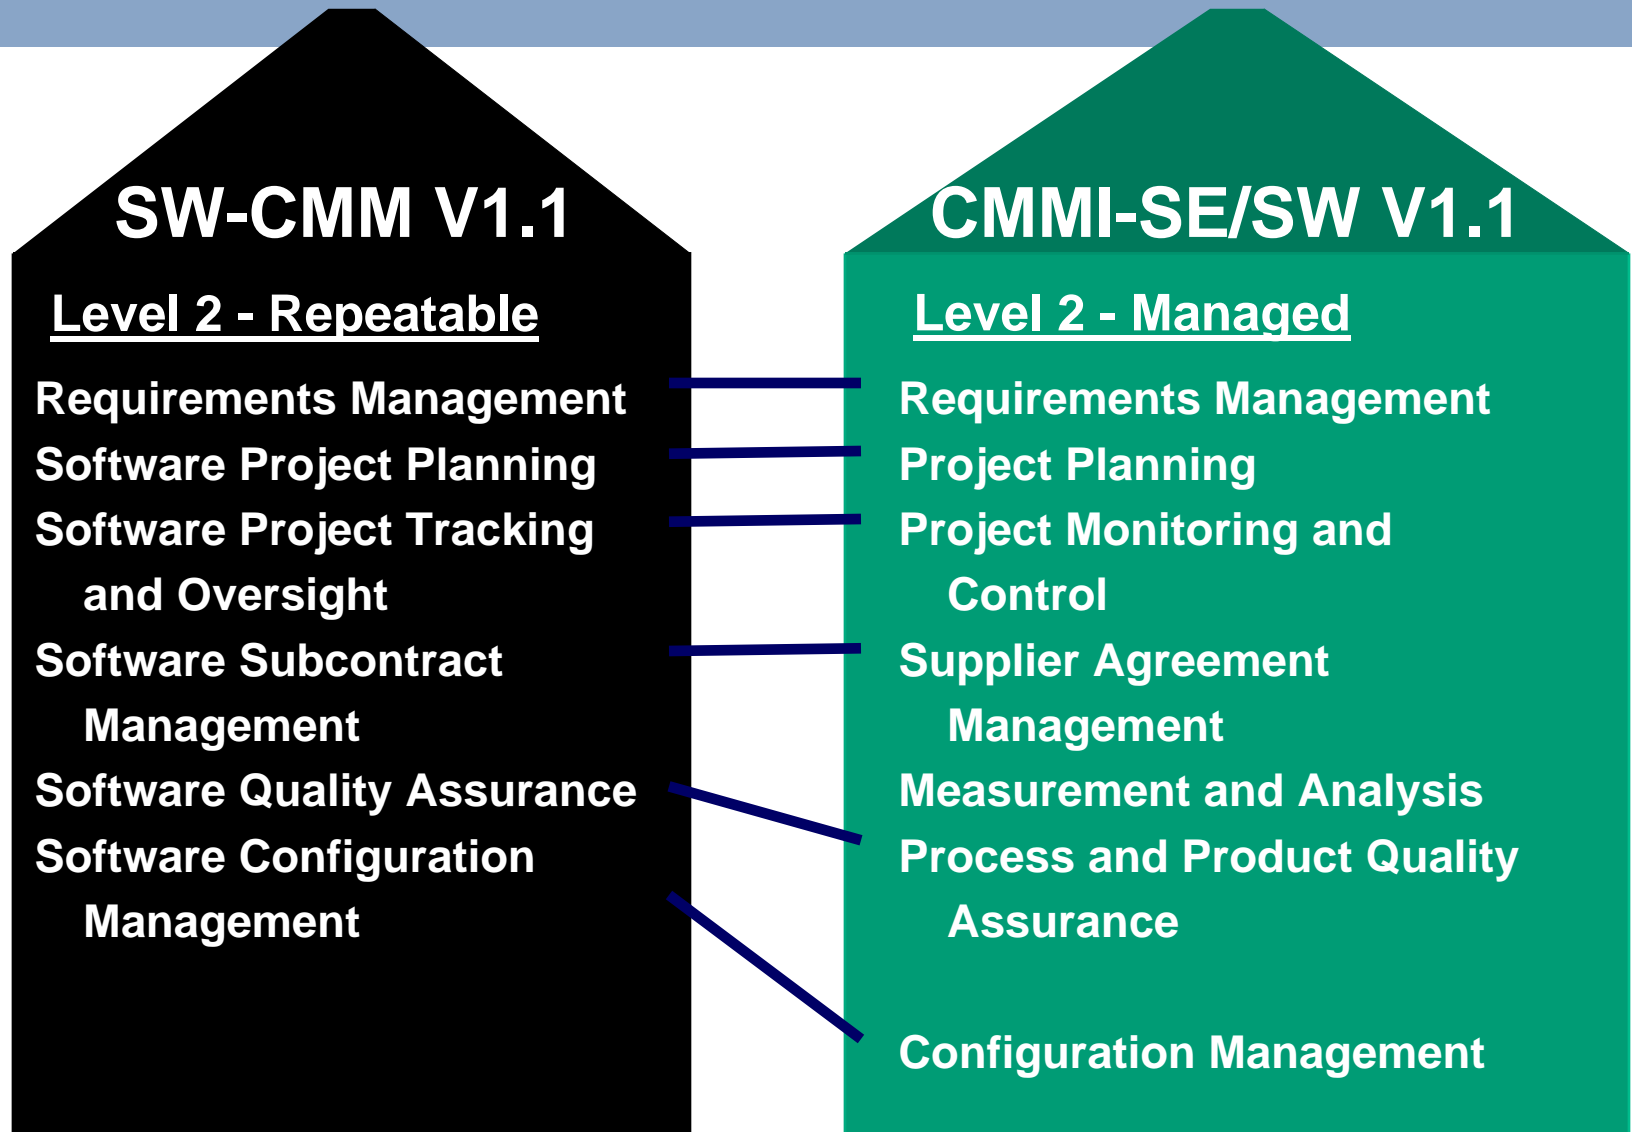 SW-CMM V1.1
Level 2 - Repeatable
Requirements Management
Software Project Planning
Software Project Tracking
and Oversight
Software Subcontract
Management
Software Quality Assurance
Software Configuration
Management
CMMI-SE/SW V1.1
Level 2 - Managed
Requirements Management
Project Planning
Project Monitoring and
Control
Supplier Agreement
Management
Measurement and Analysis
Process and Product Quality
Assurance
Configuration Management